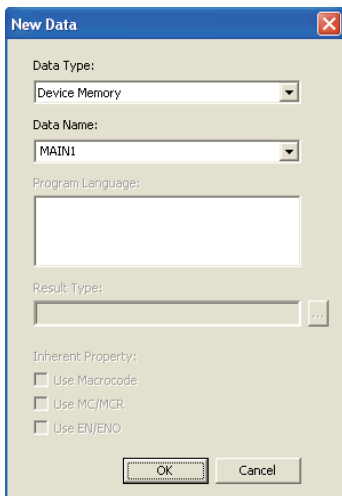 New Data
Data Type:
Device Memory
Data Name:
MAIN1
Program Language:
Result Type:
...
Inherent Property:
Use Macrocode
Use MC/MCR
Use EN/ENO
OK
Cancel